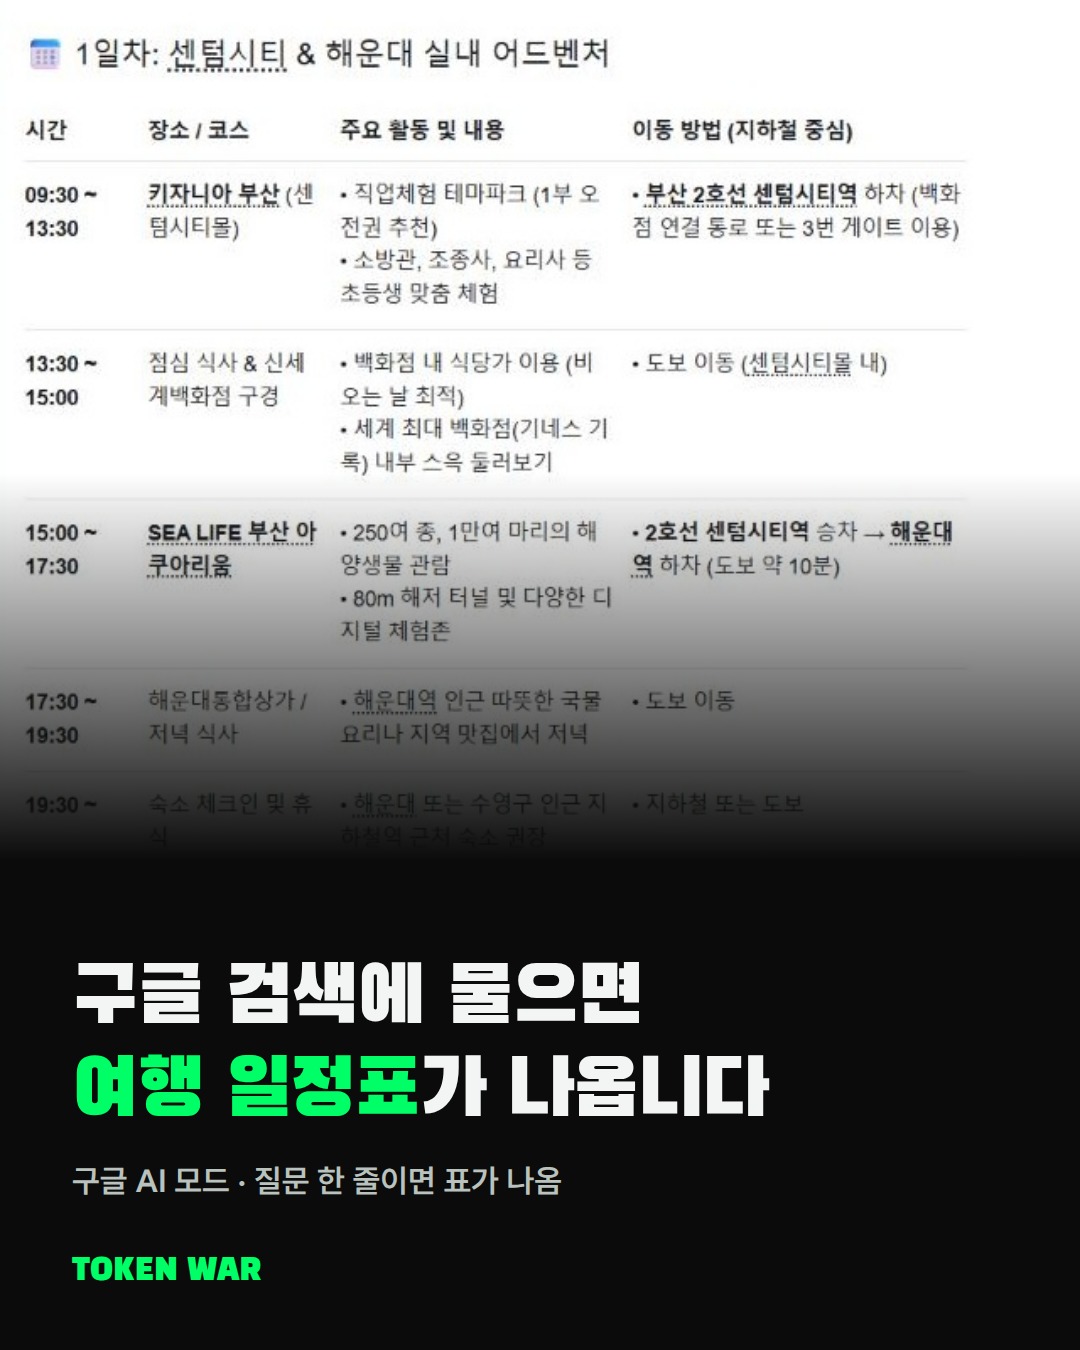 1일차: 센텀시티 & 해운대 실내 어드벤처
시간 장소 / 코스 주요 활동 및 내용 이동 방법 (지하철 중심)
09:30 ~ 키자니아 부산 (센 • 직업체험 테마파크 (1부 오 • 부산 2호선 센텀시티역 하차 (백화
13:30 텀시티몰) 전권 추천) 점 연결 통로 또는 3번 게이트 이용)
• 소방관, 조종사, 요리사 등
초등생 맞춤 체험
13:30 ~ 점심 식사 & 신세 • 백화점 내 식당가 이용 (비 • 도보 이동 (센텀시티몰 내)
15:00 계백화점 구경 오는 날 최적)
• 세계 최대 백화점(기네스 기
록) 내부 스윽 둘러보기
15:00 ~ SEA LIFE 부산 아 • 250여 종, 1만여 마리의 해 • 2호선 센텀시티역 승차 → 해운대
17:30 쿠아리움 양생물 관람 역 하차 (도보 약 10분)
• 80m 해저 터널 및 다양한 디
지털 체험존
17:30 ~ 해운대통합상가 / • 해운대역 인근 따뜻한 국물 • 도보 이동
19:30 저녁 식사 요리나 지역 맛집에서 저녁
19:30 ~ 숙소 체크인 및 휴 • 해운대 또는 수영구 인근 지 • 지하철 또는 도보
식 하철역 근처 숙소 권장
구글 검색에 물으면
여행 일정표가 나옵니다
구글 AI 모드 · 질문 한 줄이면 표가 나옴
TOKEN WAR